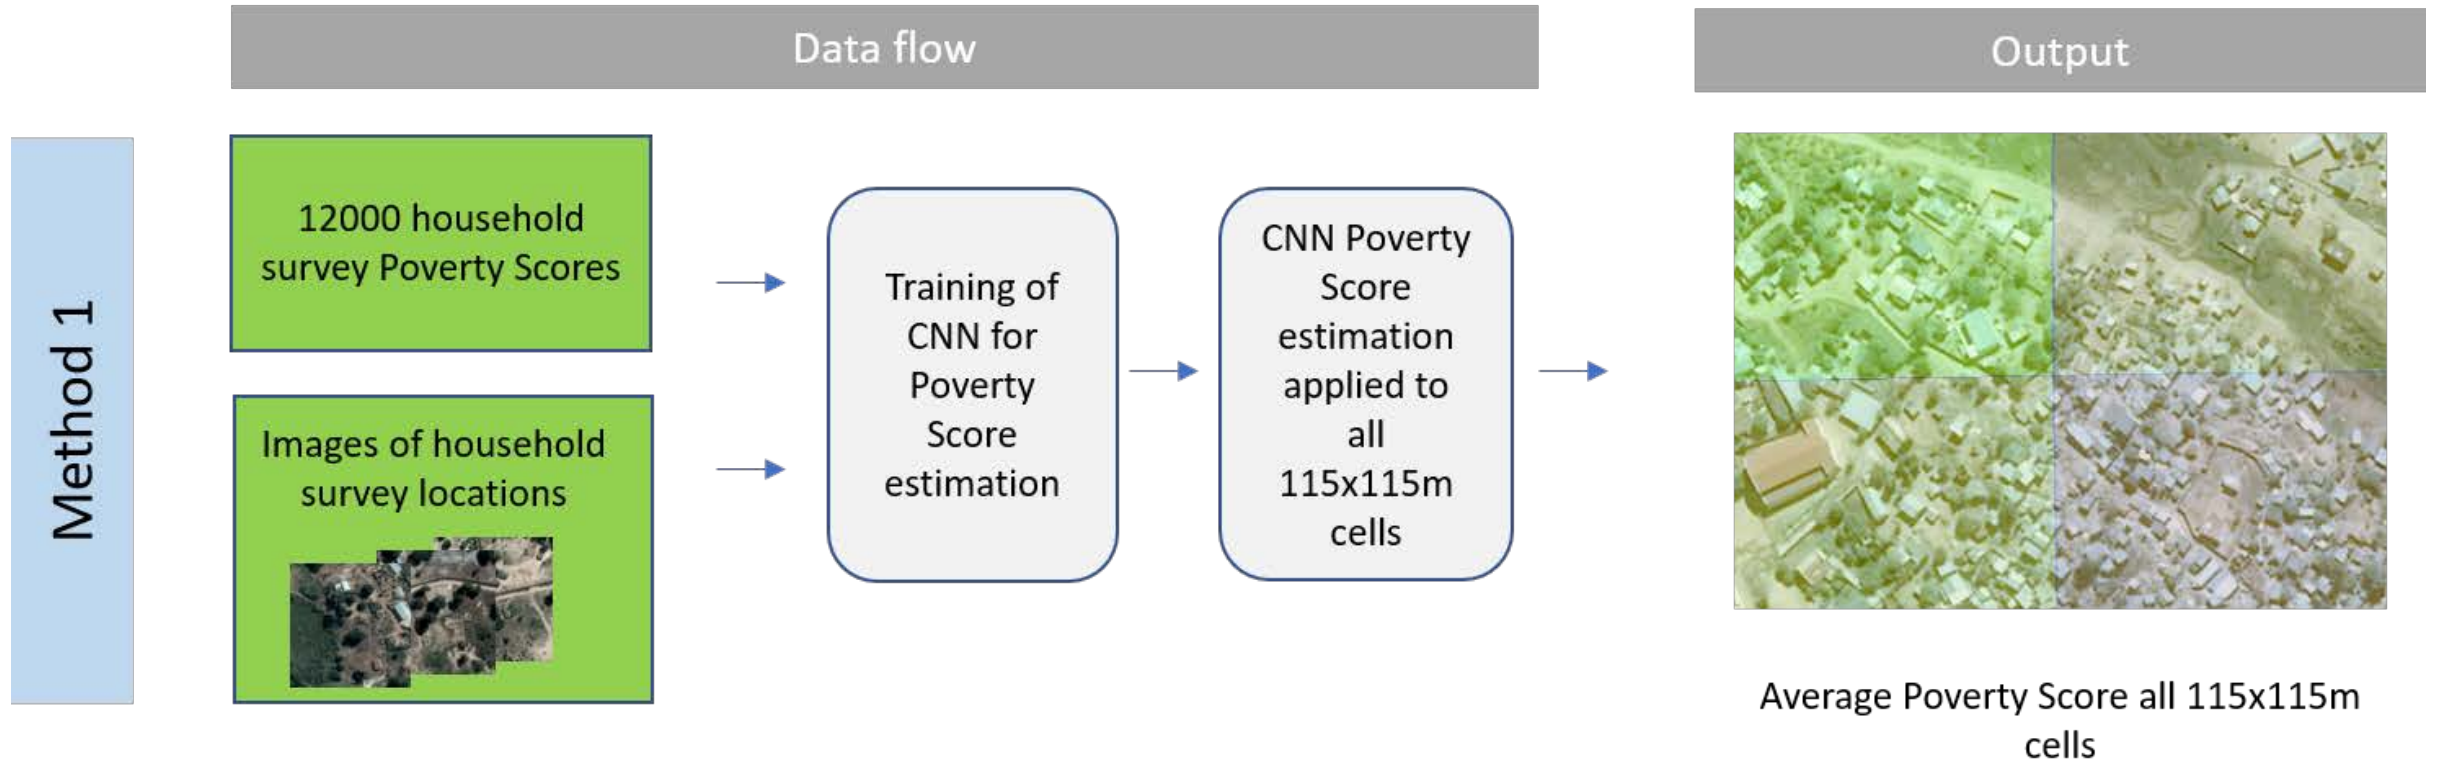 Data flow
Output
Method 1
12000 household
survey Poverty Scores
Images of household
survey locations
Training of
CNN for
Poverty
Score
estimation
CNN Poverty
Score
estimation
applied to
all
115x115m
cells
Average Poverty Score all 115x115m
cells